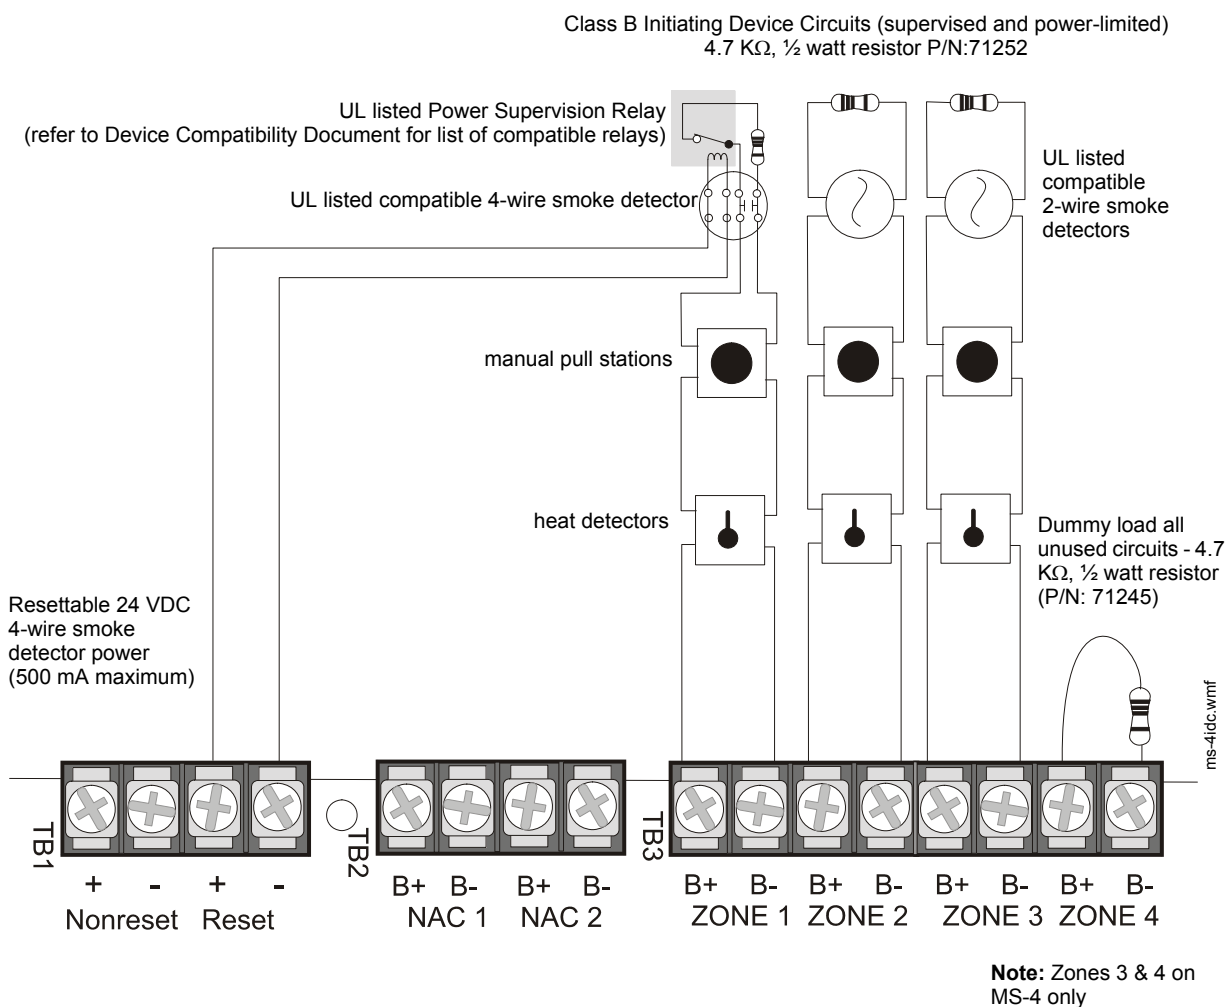 Class B Initiating Device Circuits (supervised and power-limited)
4.7 KΩ, ½ watt resistor P/N:71252
UL listed Power Supervision Relay
(refer to Device Compatibility Document for list of compatible relays)
UL listed compatible 4-wire smoke detector
UL listed
compatible
2-wire smoke
detectors
manual pull stations
heat detectors
Dummy load all
unused circuits - 4.7
KΩ, ½ watt resistor
(P/N: 71245)
Resettable 24 VDC
4-wire smoke
detector power
(500 mA maximum)
ms-4idc.wmf
TB1
TB2
TB3
+ - + -
Nonreset Reset
B+ B- B+ B-
NAC 1 NAC 2
B+ B- B+ B- B+ B- B+ B-
ZONE 1 ZONE 2 ZONE 3 ZONE 4
Note: Zones 3 & 4 on
MS-4 only